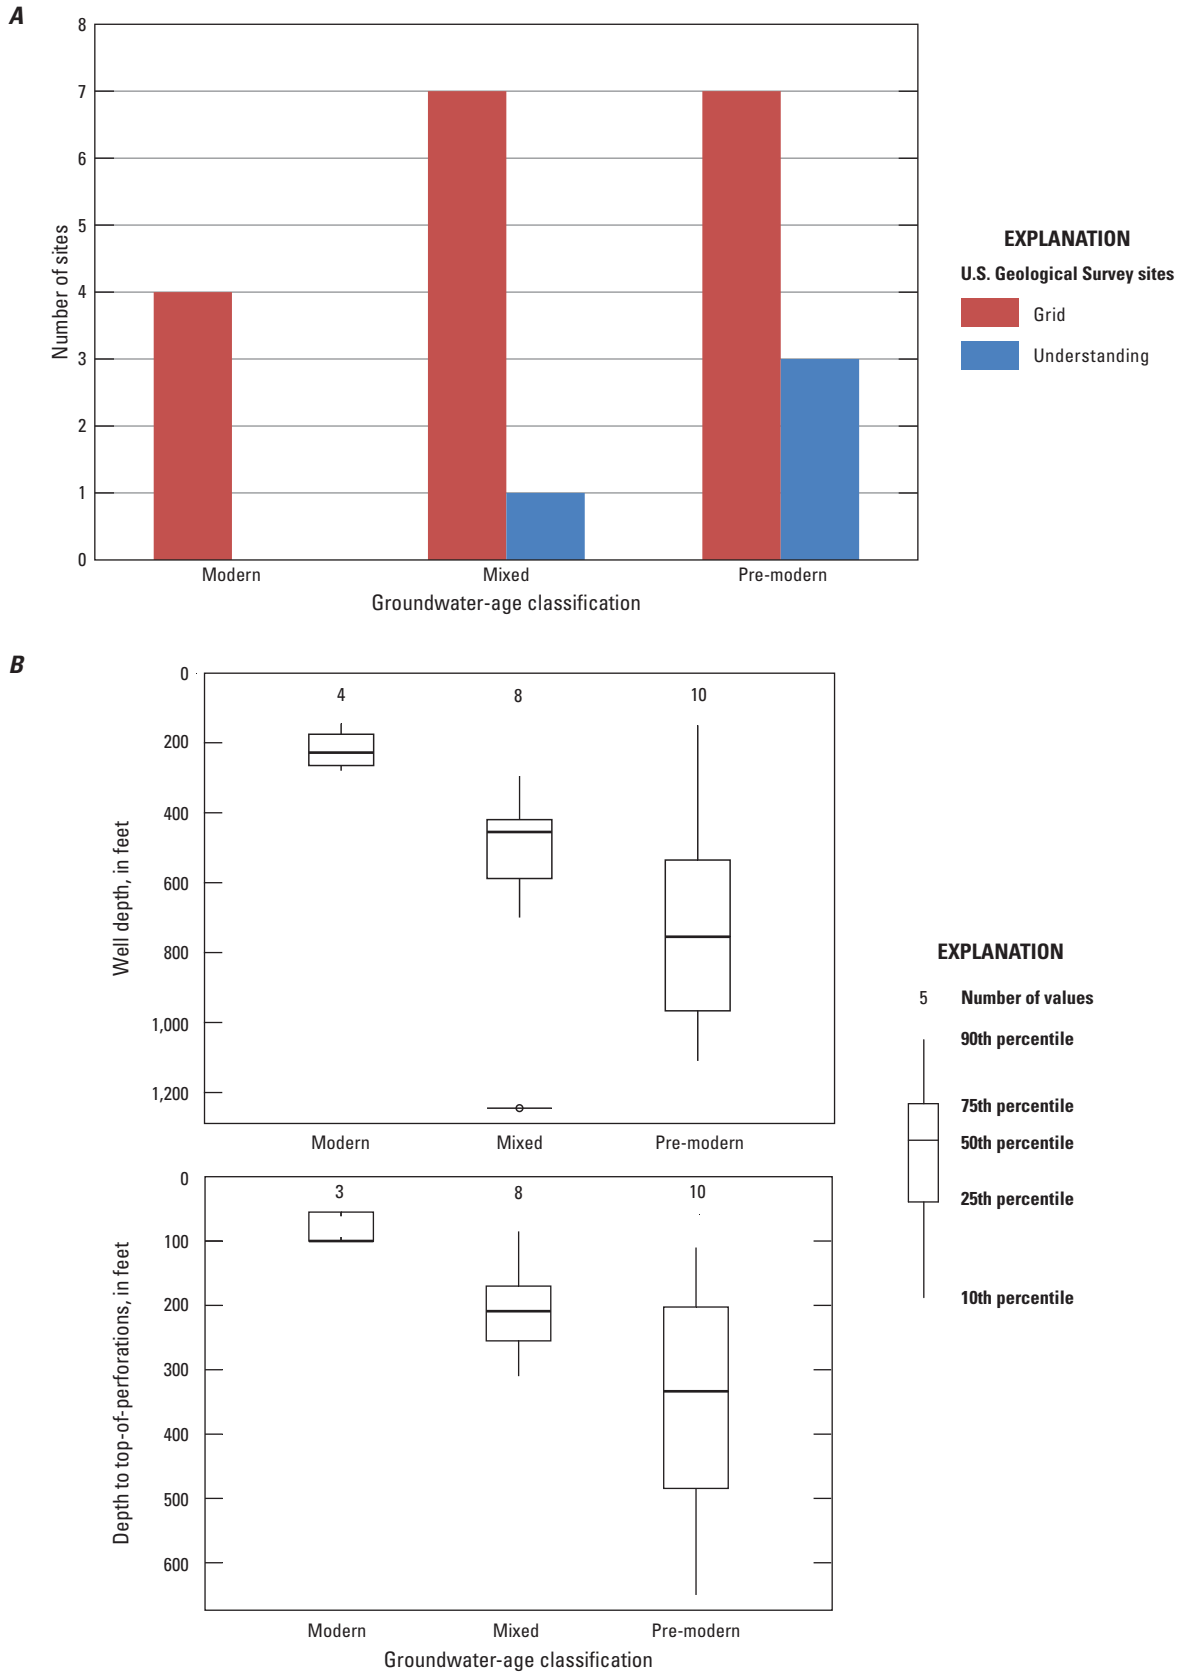 A
8
7
6
5
4
3
2
1
0
Number of sites
Modern
Mixed
Pre-modern
Groundwater-age classification
EXPLANATION
U.S. Geological Survey sites
Grid
Understanding
B
0
200
400
600
800
1,000
1,200
Well depth, in feet
4
8
10
Modern
Mixed
Pre-modern
0
100
200
300
400
500
600
Depth to top-of-perforations, in feet
3
8
10
Modern
Mixed
Pre-modern
Groundwater-age classification
EXPLANATION
5 Number of values
90th percentile
75th percentile
50th percentile
25th percentile
10th percentile